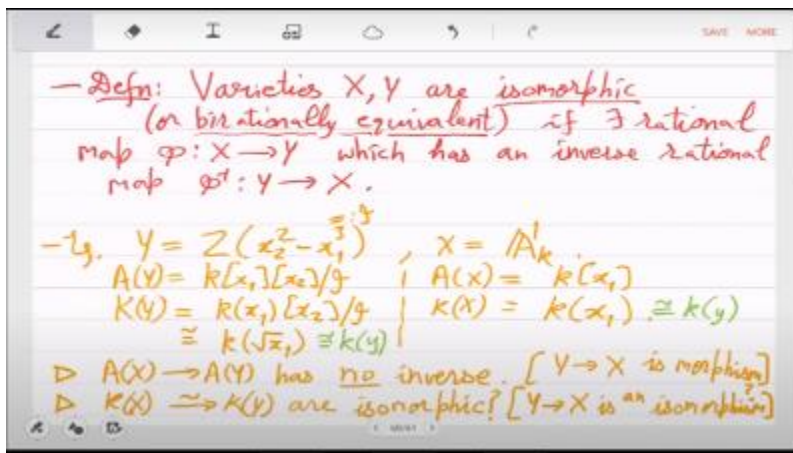 SAVE MORE
— Defn: Varieties X, Y are isomorphic
(or birationally equivalent) if ∃ rational
map φ: X → Y which has an inverse rational
map φ⁻¹: Y → X.
=: f
— Eg. Y = Z(x₂² - x₁³), X = A¹ₖ.
A(Y) = k[x₁][x₂]/f | A(X) = k[x₁]
K(Y) = k(x₁)[x₂]/f | K(X) = k(x₁) ≅ k(y)
≅ k(√x₁) ≅ k(y)
▷ A(X) → A(Y) has no inverse. [Y → X is morphism]
▷ K(X) ⥲ K(Y) are isomorphic? [Y → X is an isomorphism?]